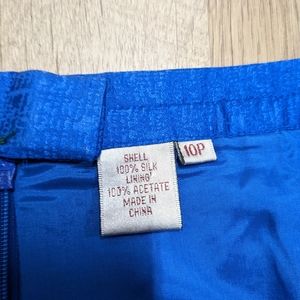 SHELL
100% SILK
LINING
100% ACETATE
MADE IN
CHINA
10P